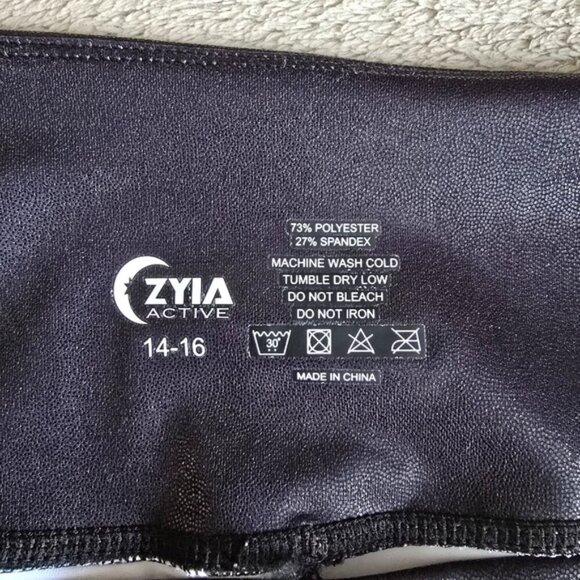 ZYIA
ACTIVE
14-16
73% POLYESTER
27% SPANDEX
MACHINE WASH COLD
TUMBLE DRY LOW
DO NOT BLEACH
DO NOT IRON
30°
MADE IN CHINA